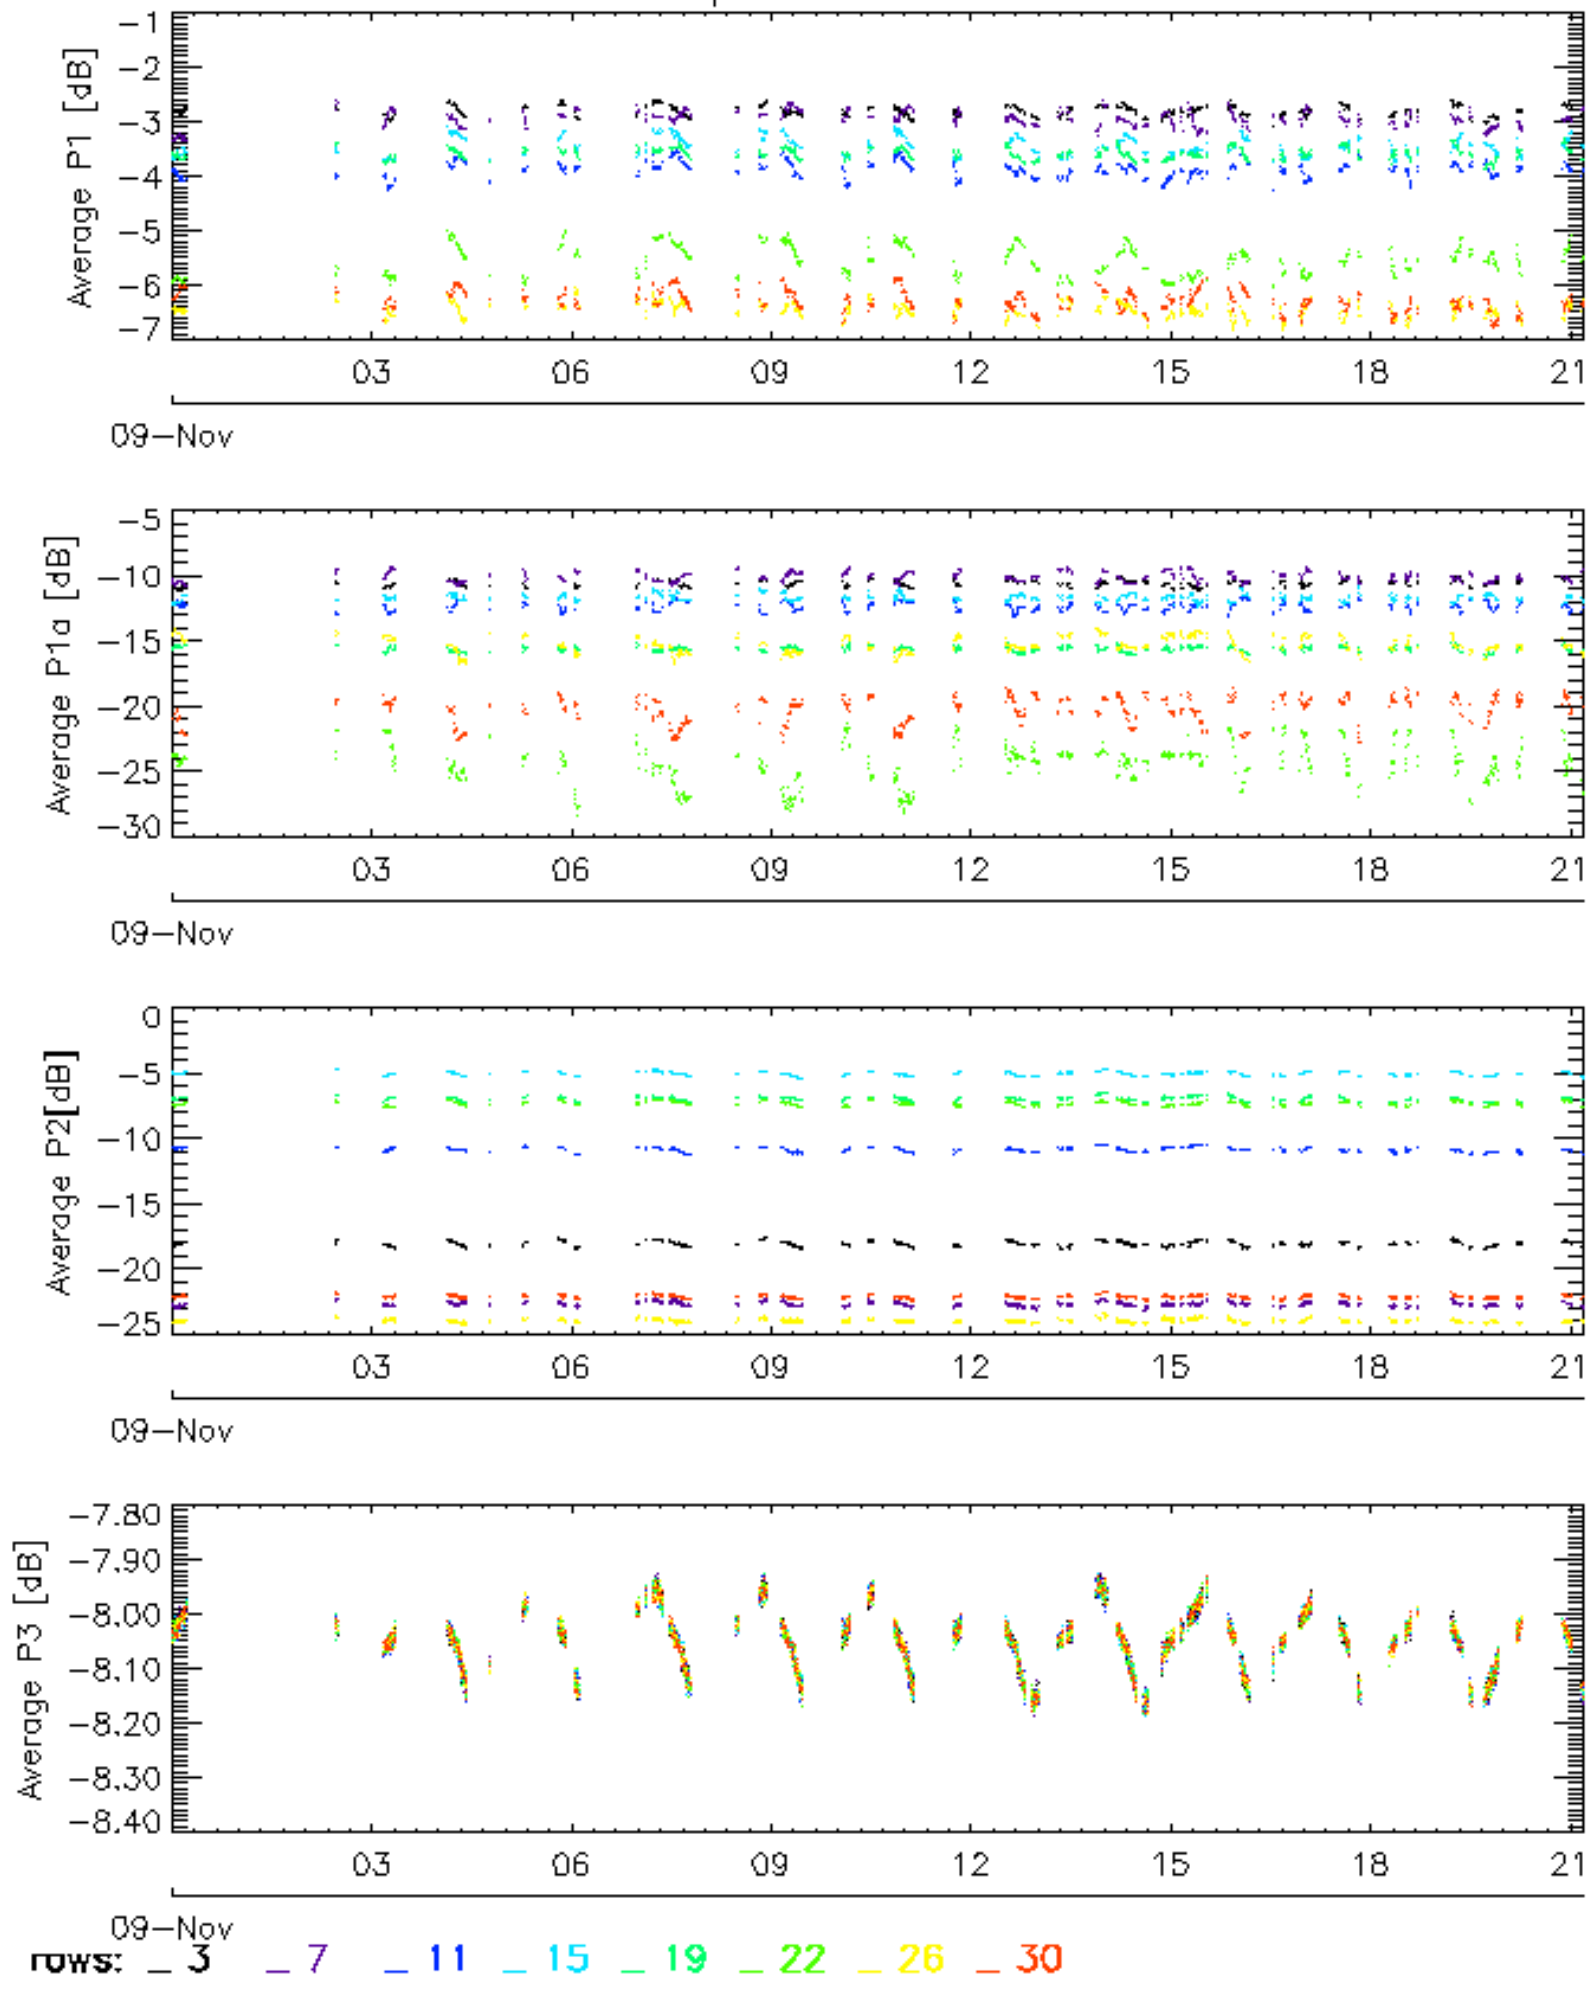 Average P1 [dB]
-1
-2
-3
-4
-5
-6
-7
03 06 09 12 15 18 21
09-Nov
Average P1a [dB]
-5
-10
-15
-20
-25
-30
03 06 09 12 15 18 21
09-Nov
Average P2[dB]
0
-5
-10
-15
-20
-25
03 06 09 12 15 18 21
09-Nov
Average P3 [dB]
-7.80
-7.90
-8.00
-8.10
-8.20
-8.30
-8.40
03 06 09 12 15 18 21
09-Nov
rows: _ 3 _ 7 _ 11 _ 15 _ 19 _ 22 _ 26 _ 30